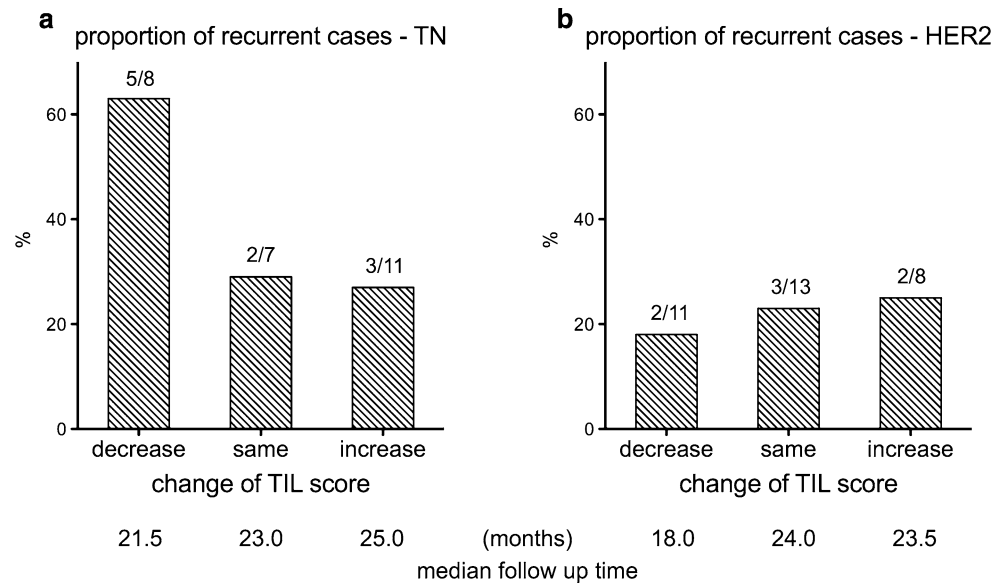 a
proportion of recurrent cases - TN
60
40
20
0
%
5/8
2/7
3/11
decrease same increase
change of TIL score
b
proportion of recurrent cases - HER2
60
40
20
0
%
2/11
3/13
2/8
decrease same increase
change of TIL score
21.5 23.0 25.0 (months) 18.0 24.0 23.5
median follow up time